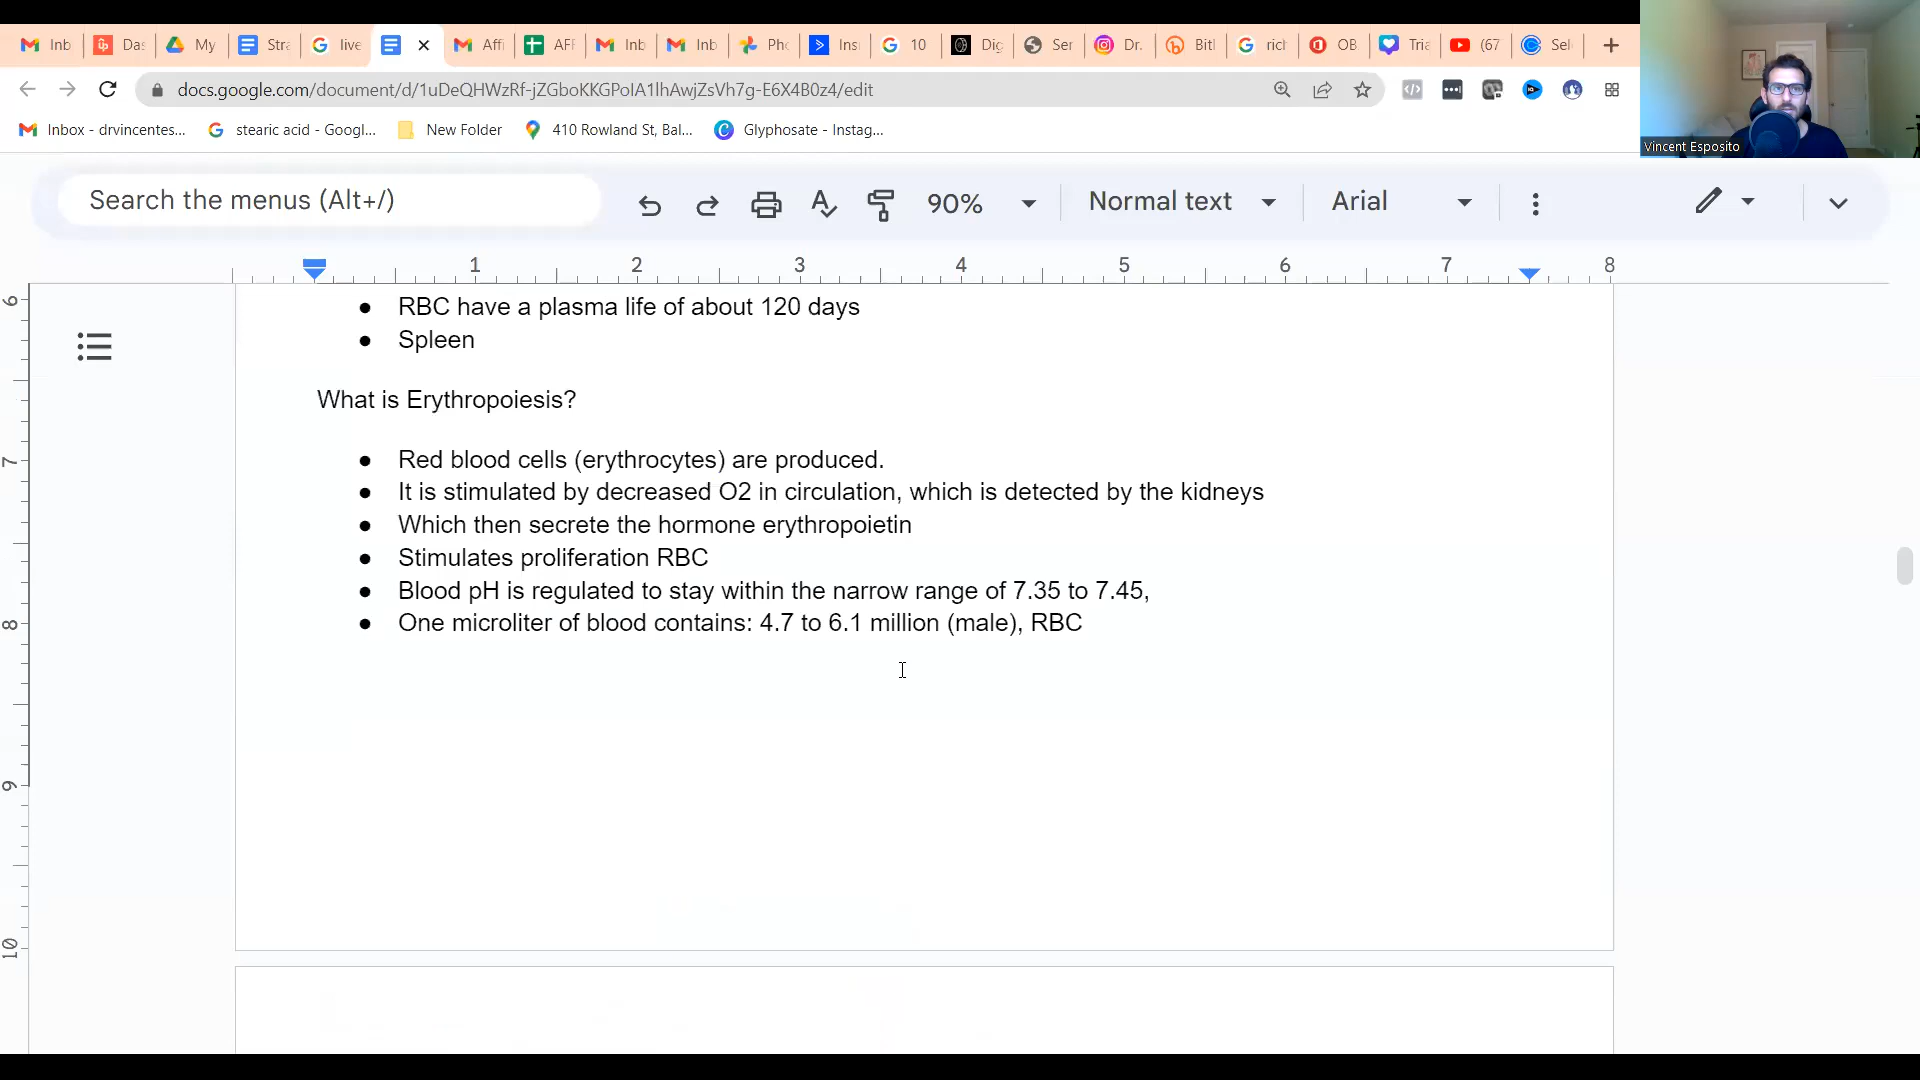 Inb
Das
My
Stra
live
Affi
AFF
Inb
Inb
Pho
Ins
10
Dig
Ser
Dr.
Bitl
rich
OB
Tria
(67
Sel
docs.google.com/document/d/1uDeQHWzRf-jZGboKKGPoIA1lhAwjZsVh7g-E6X4B0z4/edit
Inbox - drvincentes...
stearic acid - Googl...
New Folder
410 Rowland St, Bal...
Glyphosate - Instag...
Vincent Esposito
Search the menus (Alt+/)
90%
Normal text
Arial
1 2 3 4 5 6 7 8
6
7
8
9
10
● RBC have a plasma life of about 120 days
● Spleen
What is Erythropoiesis?
● Red blood cells (erythrocytes) are produced.
● It is stimulated by decreased O2 in circulation, which is detected by the kidneys
● Which then secrete the hormone erythropoietin
● Stimulates proliferation RBC
● Blood pH is regulated to stay within the narrow range of 7.35 to 7.45,
● One microliter of blood contains: 4.7 to 6.1 million (male), RBC